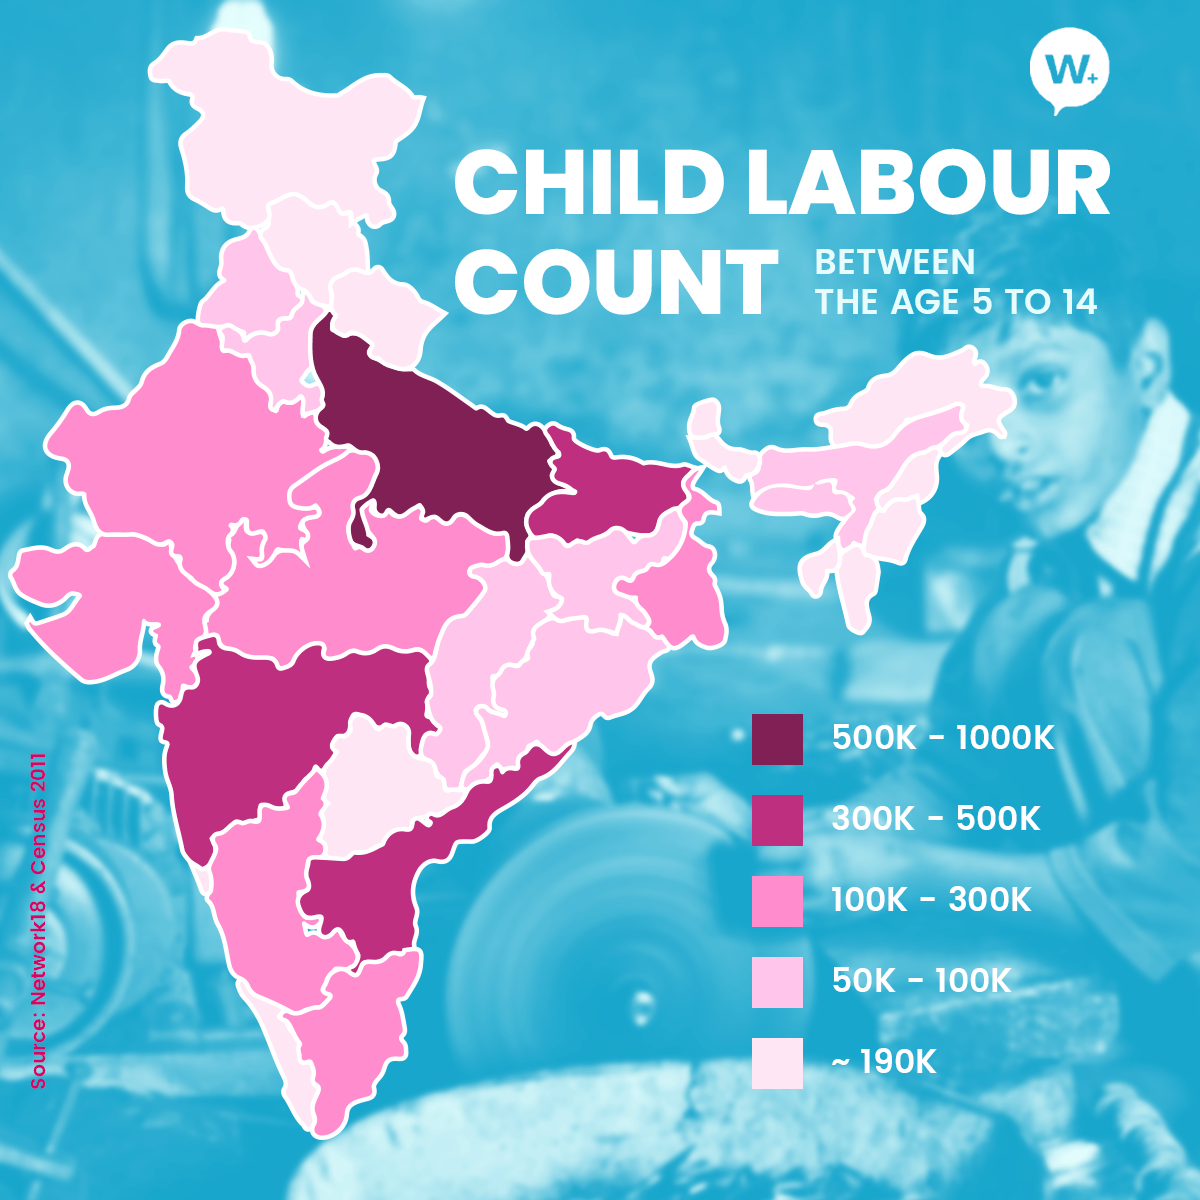 W+
CHILD LABOUR
COUNT
BETWEEN
THE AGE 5 TO 14
500K - 1000K
300K - 500K
100K - 300K
50K - 100K
~ 190K
Source: Network18 & Census 2011